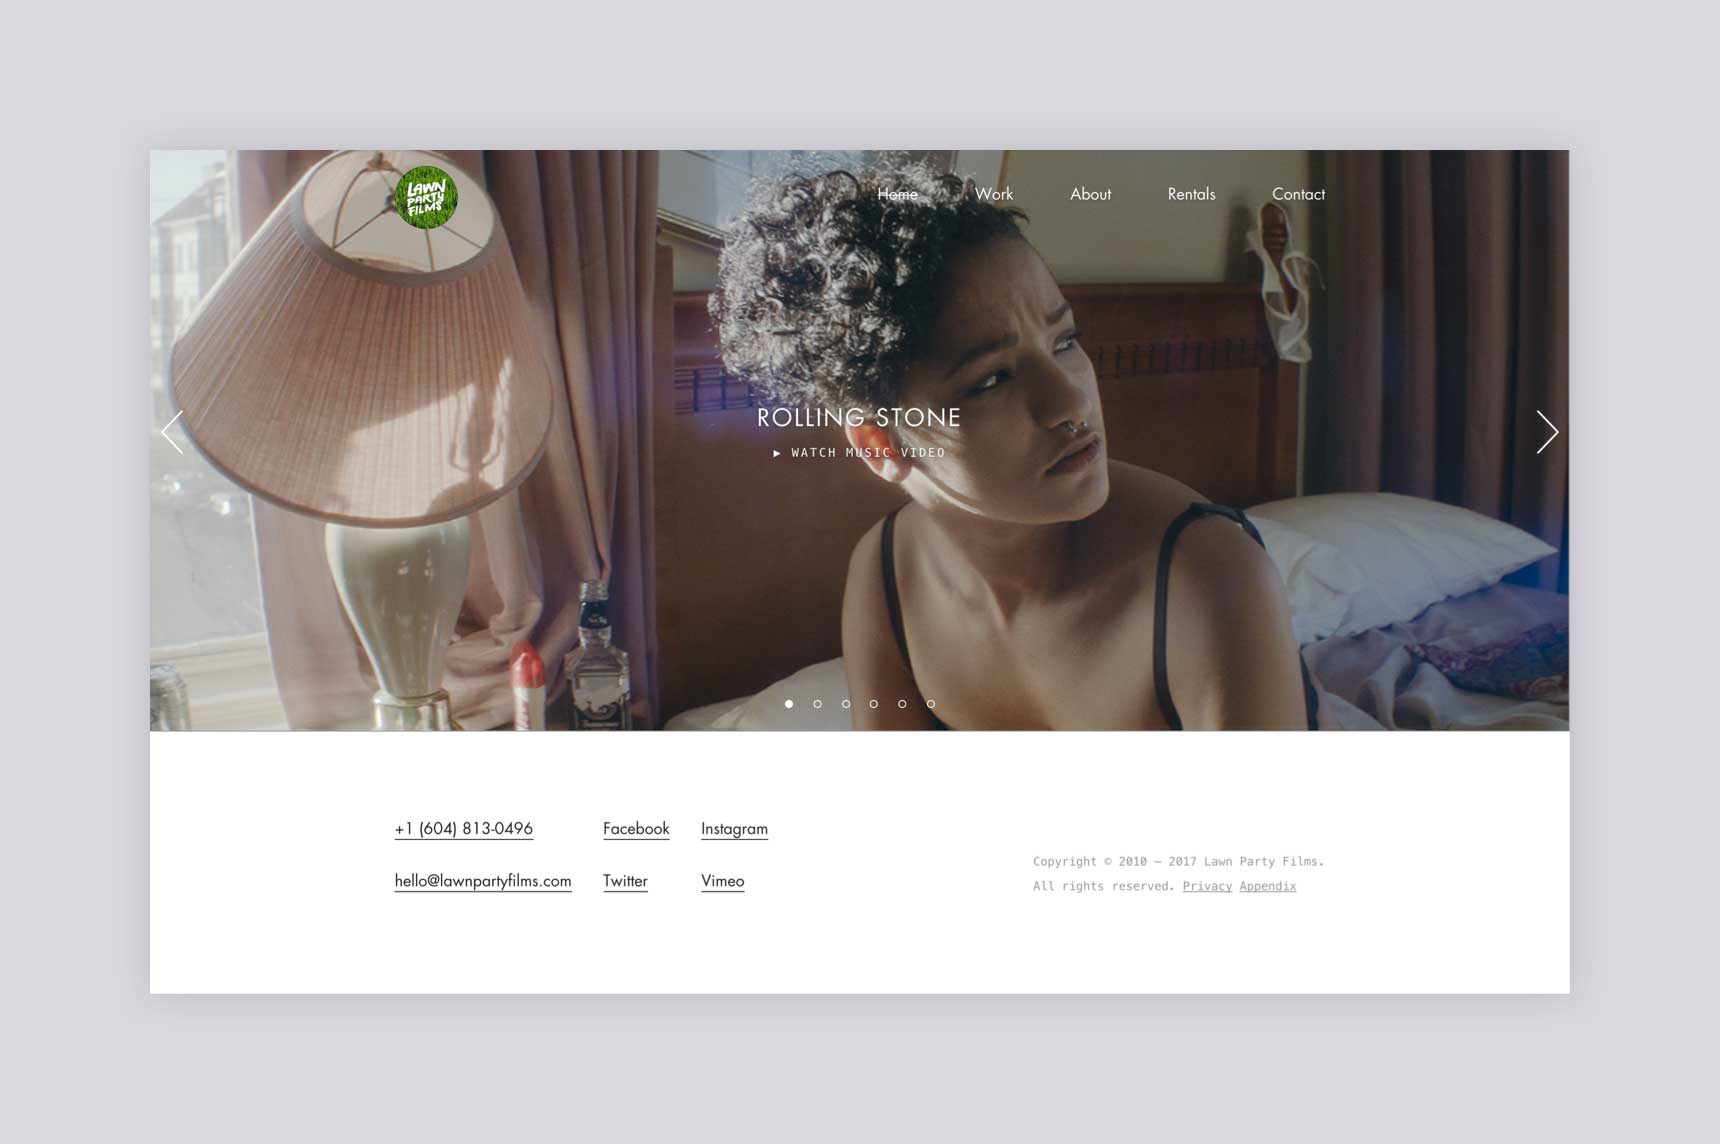 LAWN
PARTY
FILMS
Home Work About Rentals Contact
ROLLING STONE
▶ WATCH MUSIC VIDEO
+1 (604) 813-0496 Facebook Instagram
hello@lawnpartyfilms.com Twitter Vimeo
Copyright © 2010 — 2017 Lawn Party Films.
All rights reserved. Privacy Appendix